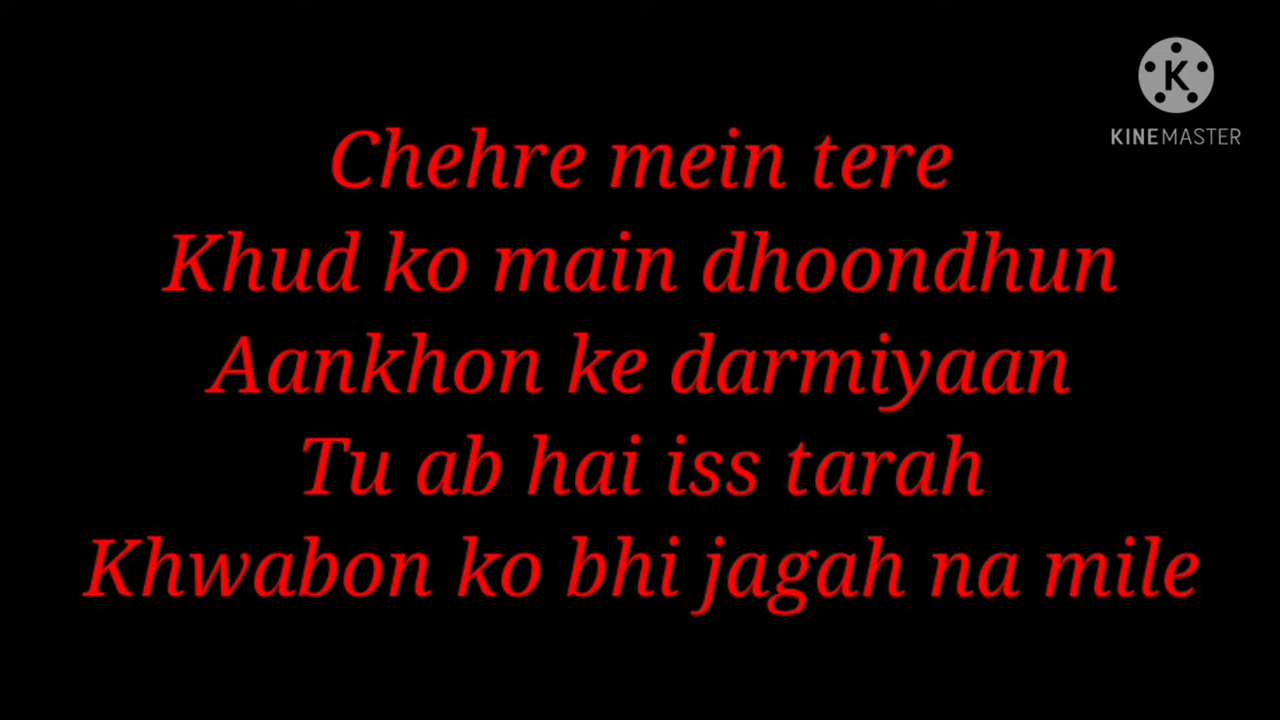 K
KINEMASTER
Chehre mein tere
Khud ko main dhoondhun
Aankhon ke darmiyaan
Tu ab hai iss tarah
Khwabon ko bhi jagah na mile